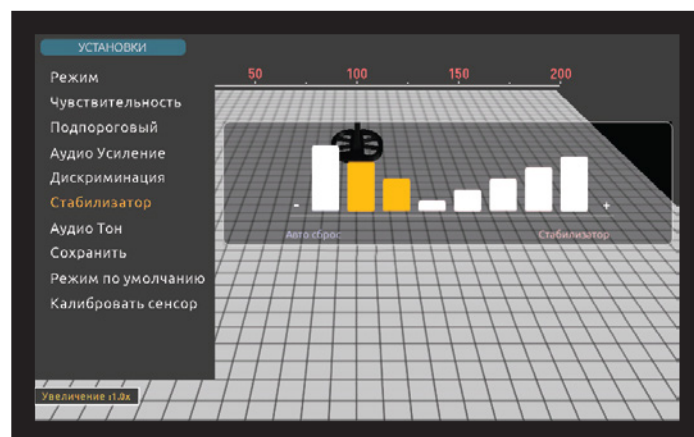 УСТАНОВКИ
50 100 150 200
Режим
Чувствительность
Подпороговый
Аудио Усиление
Дискриминация
Стабилизатор
Аудио Тон
Сохранить
Режим по умолчанию
Калибровать сенсор
- +
Авто сброс Стабилизатор
Увеличение :1.0x